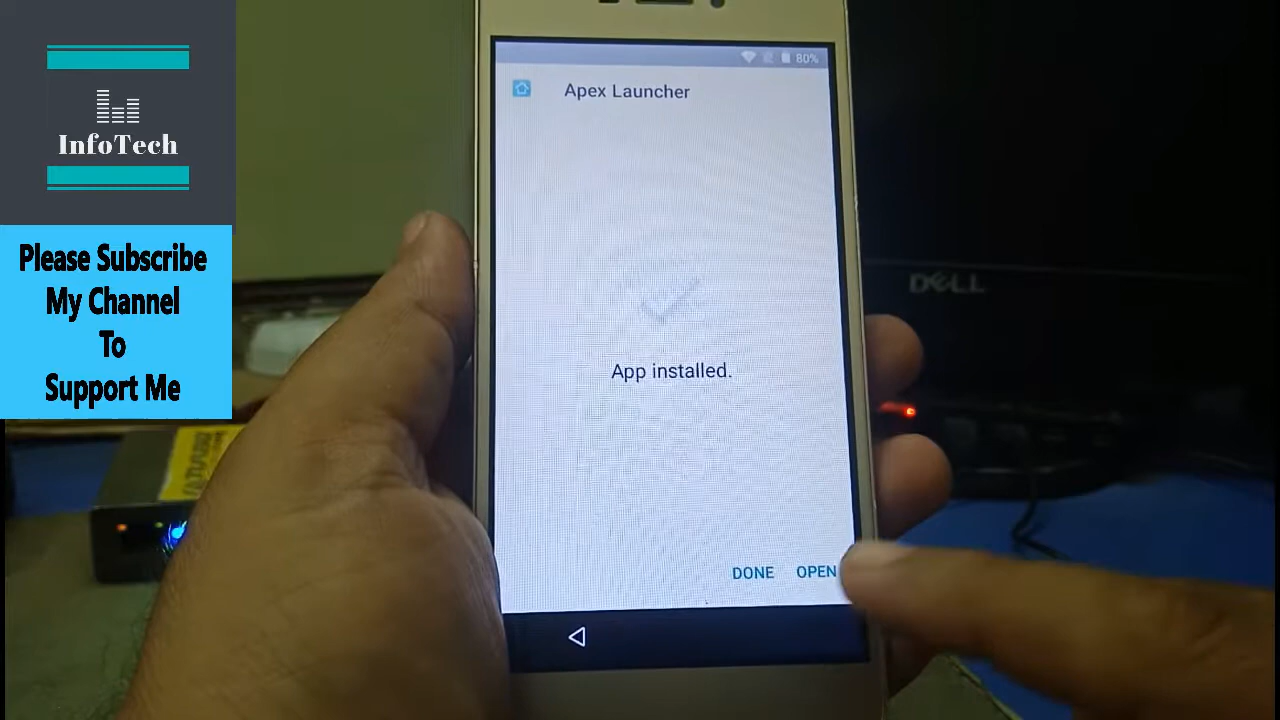 InfoTech
Please Subscribe
My Channel
To
Support Me
80%
Apex Launcher
App installed.
DONE OPEN
DELL